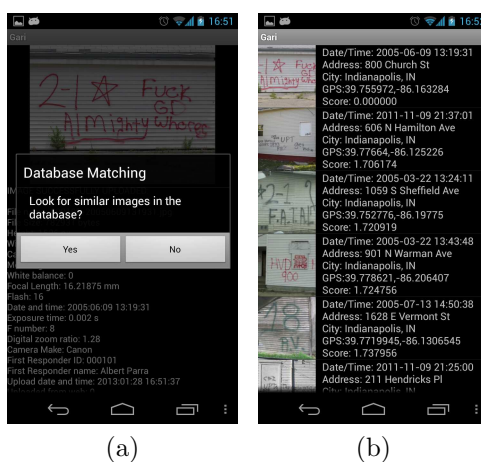 16:51
Gari
2-1 ☆ Fuck
GI
Almighty Whores
Database Matching
Look for similar images in the
database?
Yes
No
White balance: 0
Focal Length: 16.21875 mm
Flash: 16
Date and time: 2005:06:09 13:19:31
Exposure time: 0.002 s
F number: 8
Digital zoom ratio: 1.28
Camera Make: Canon
First Responder ID: 000101
First Responder name: Albert Parra
Upload date and time: 2013:01:28 16:51:37
(a)
16:5
Gari
Date/Time: 2005-06-09 13:19:31
Address: 800 Church St
City: Indianapolis, IN
GPS:39.755972,-86.163284
Score: 0.000000
Date/Time: 2011-11-09 21:37:01
Address: 606 N Hamilton Ave
City: Indianapolis, IN
GPS:39.77664,-86.125226
Score: 1.706174
Date/Time: 2005-03-22 13:24:11
Address: 1059 S Sheffield Ave
City: Indianapolis, IN
GPS:39.752776,-86.19775
Score: 1.720919
Date/Time: 2005-03-22 13:43:48
Address: 901 N Warman Ave
City: Indianapolis, IN
GPS:39.778621,-86.206407
Score: 1.724756
Date/Time: 2005-07-13 14:50:38
Address: 1628 E Vermont St
City: Indianapolis, IN
GPS:39.7719945,-86.1306545
Score: 1.737956
Date/Time: 2011-11-09 21:25:00
Address: 211 Hendricks Pl
City: Indianapolis, IN
(b)